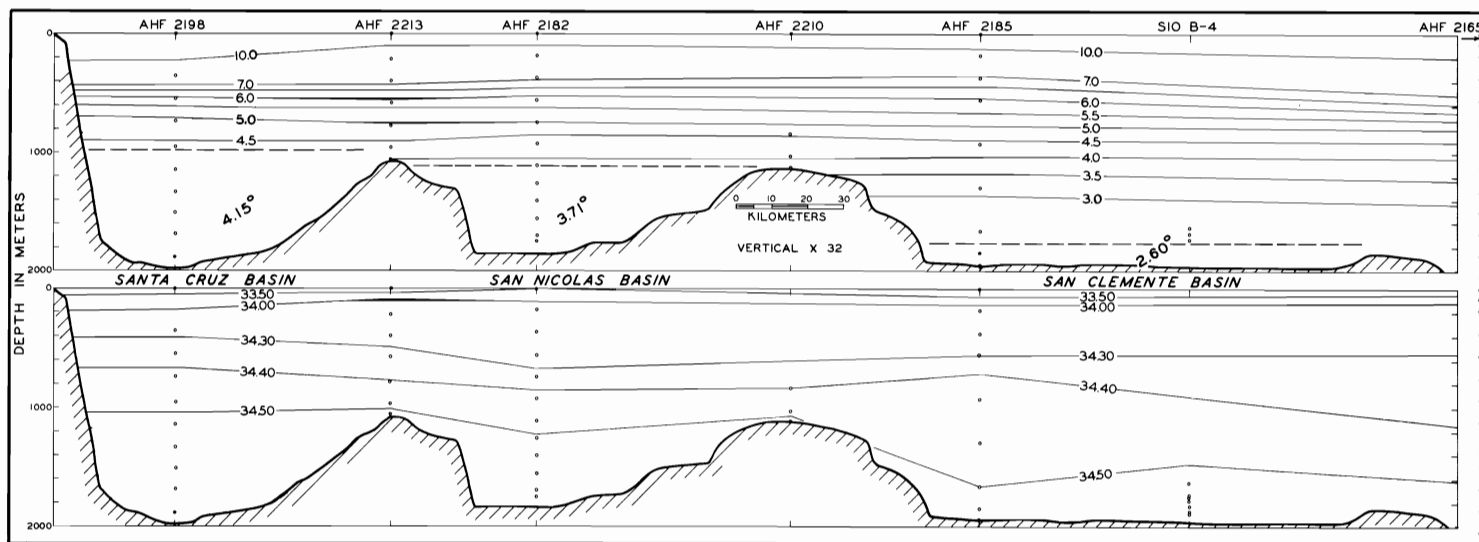 AHF 2198 AHF 2213 AHF 2182 AHF 2210 AHF 2185 SIO B-4 AHF 2165
DEPTH IN METERS
0
1000
2000
10.0 10.0
7.0 7.0
6.0 6.0
5.5
5.0 5.0
4.5 4.5
4.0
3.5
3.0
4.15° 3.71° 2.60°
0 10 20 30
KILOMETERS
VERTICAL X 32
SANTA CRUZ BASIN SAN NICOLAS BASIN SAN CLEMENTE BASIN
0
1000
2000
33.50 33.50
34.00 34.00
34.30 34.30
34.40 34.40
34.50 34.50